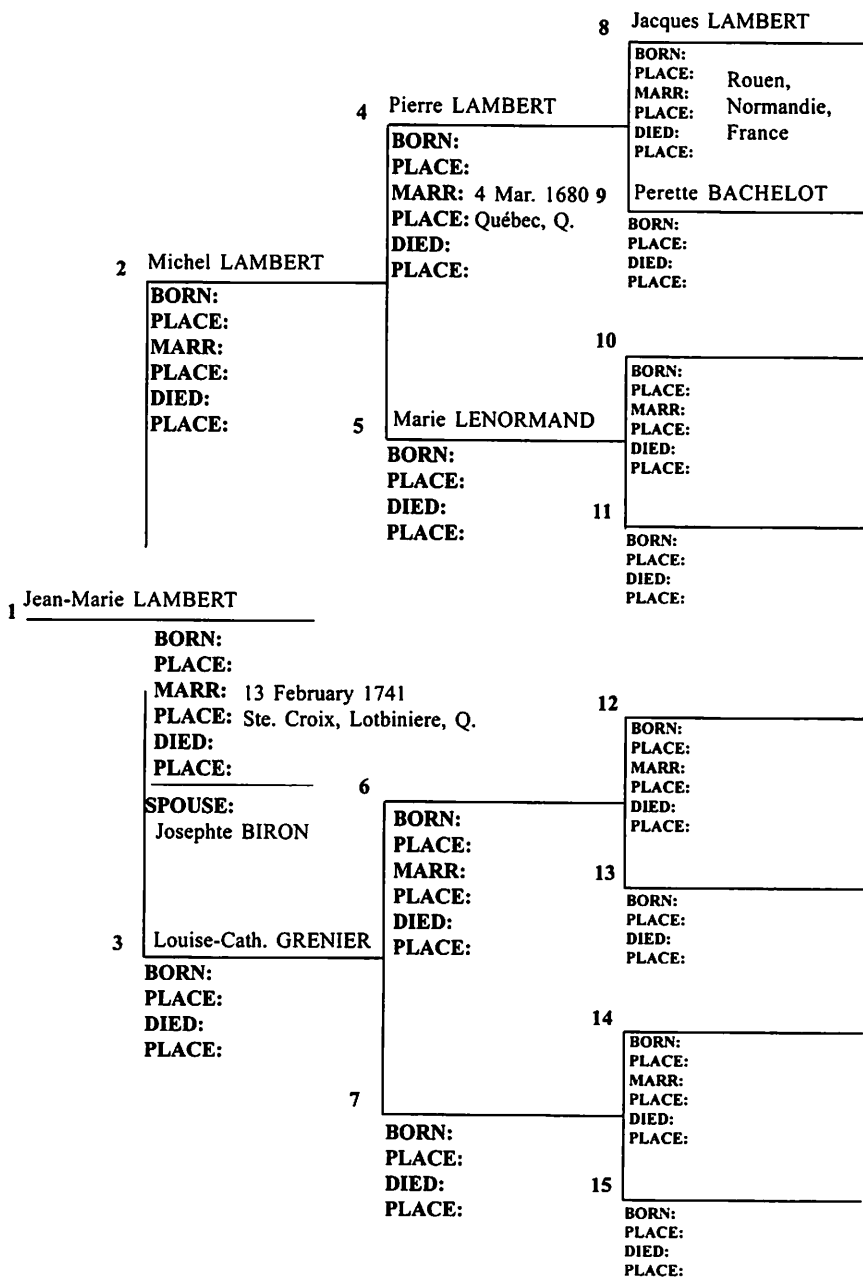 8 Jacques LAMBERT
BORN:
PLACE: Rouen,
MARR: Normandie,
PLACE: France
DIED:
PLACE:
4 Pierre LAMBERT
BORN:
PLACE:
MARR: 4 Mar. 1680
PLACE: Québec, Q.
DIED:
PLACE:
9 Perette BACHELOT
BORN:
PLACE:
DIED:
PLACE:
2 Michel LAMBERT
BORN:
PLACE:
MARR:
PLACE:
DIED:
PLACE:
10
BORN:
PLACE:
MARR:
PLACE:
DIED:
PLACE:
5 Marie LENORMAND
BORN:
PLACE:
DIED:
PLACE:
11
BORN:
PLACE:
DIED:
PLACE:
1 Jean-Marie LAMBERT
BORN:
PLACE:
MARR: 13 February 1741
PLACE: Ste. Croix, Lotbiniere, Q.
DIED:
PLACE:
SPOUSE:
Josephte BIRON
12
BORN:
PLACE:
MARR:
PLACE:
DIED:
PLACE:
6
BORN:
PLACE:
MARR:
PLACE:
DIED:
PLACE:
13
BORN:
PLACE:
DIED:
PLACE:
3 Louise-Cath. GRENIER
BORN:
PLACE:
DIED:
PLACE:
14
BORN:
PLACE:
MARR:
PLACE:
DIED:
PLACE:
7
BORN:
PLACE:
DIED:
PLACE:
15
BORN:
PLACE:
DIED:
PLACE: